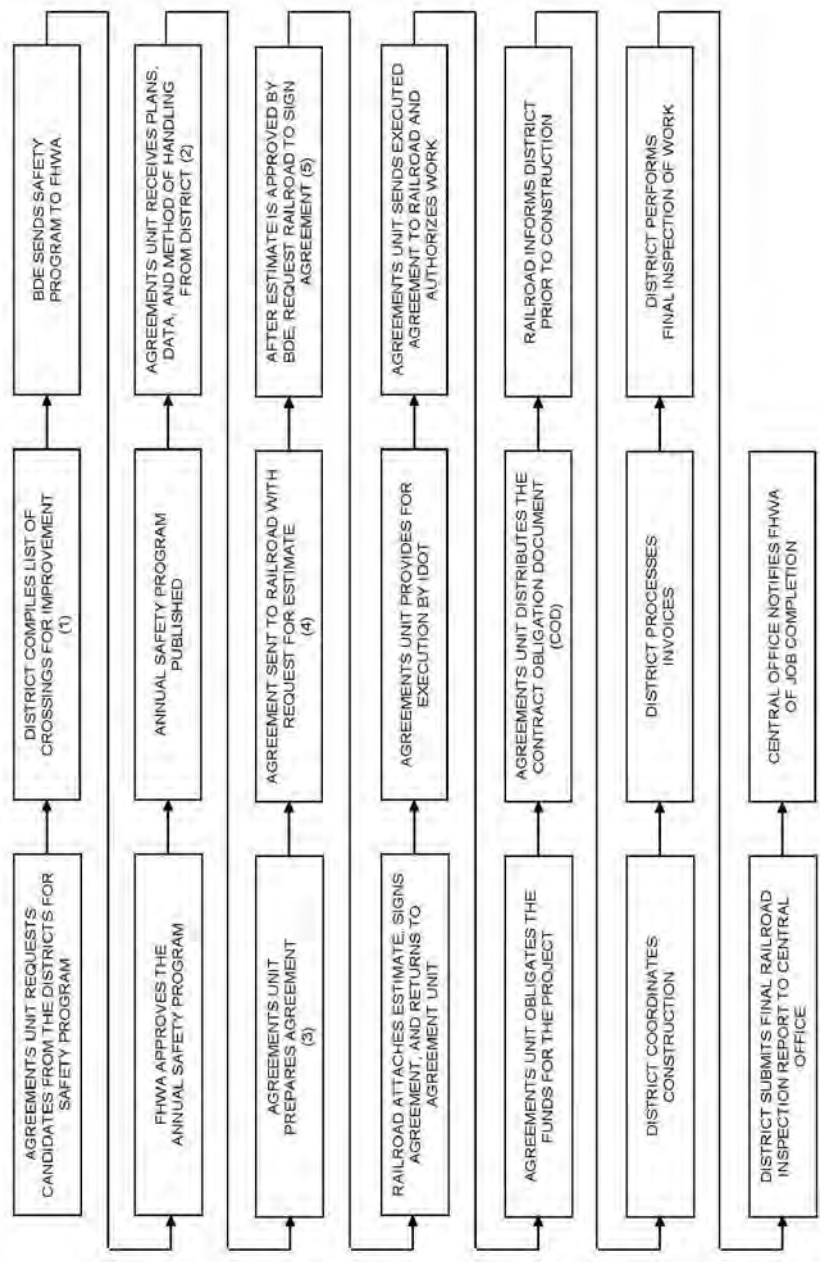 AGREEMENTS UNIT REQUESTS
CANDIDATES FROM THE DISTRICTS FOR
SAFETY PROGRAM
DISTRICT COMPILES LIST OF
CROSSINGS FOR IMPROVEMENT
(1)
BDE SENDS SAFETY
PROGRAM TO FHWA.
FHWA APPROVES THE
ANNUAL SAFETY PROGRAM
ANNUAL SAFETY PROGRAM
PUBLISHED
AGREEMENTS UNIT RECEIVES PLANS,
DATA, AND METHOD OF HANDLING
FROM DISTRICT (2)
AGREEMENTS UNIT
PREPARES AGREEMENT
(3)
AGREEMENT SENT TO RAILROAD WITH
REQUEST FOR ESTIMATE
(4)
AFTER ESTIMATE IS APPROVED BY
BDE, REQUEST RAILROAD TO SIGN
AGREEMENT (5)
RAILROAD ATTACHES ESTIMATE, SIGNS
AGREEMENT, AND RETURNS TO
AGREEMENT UNIT
AGREEMENTS UNIT PROVIDES FOR
EXECUTION BY IDOT
AGREEMENTS UNIT SENDS EXECUTED
AGREEMENT TO RAILROAD AND
AUTHORIZES WORK
AGREEMENTS UNIT OBLIGATES THE
FUNDS FOR THE PROJECT
AGREEMENTS UNIT DISTRIBUTES THE
CONTRACT OBLIGATION DOCUMENT
(COD)
RAILROAD INFORMS DISTRICT
PRIOR TO CONSTRUCTION
DISTRICT COORDINATES
CONSTRUCTION
DISTRICT PROCESSES
INVOICES
DISTRICT PERFORMS
FINAL INSPECTION OF WORK
DISTRICT SUBMITS FINAL RAILROAD
INSPECTION REPORT TO CENTRAL
OFFICE
CENTRAL OFFICE NOTIFIES FHWA
OF JOB COMPLETION